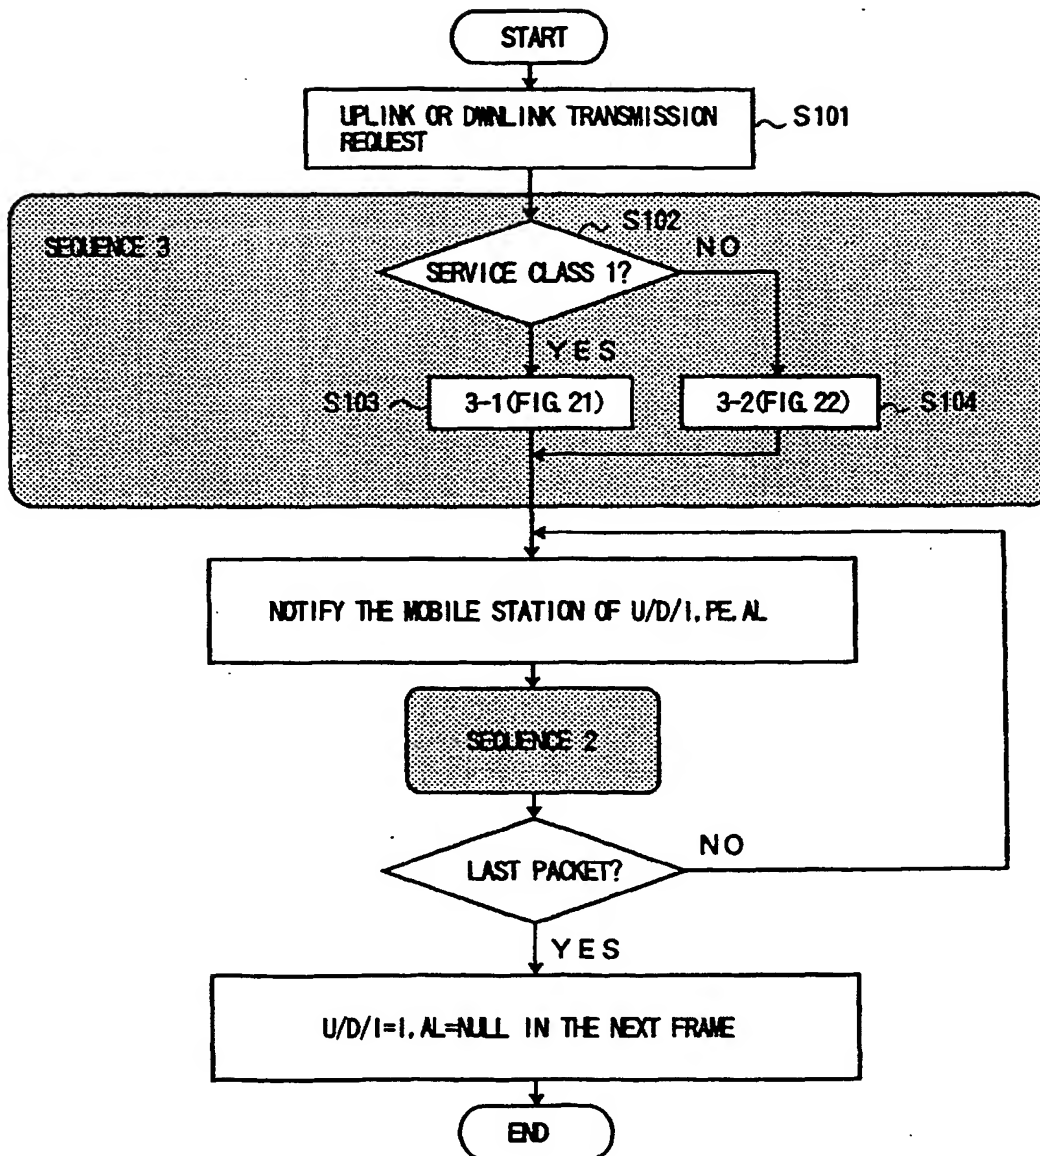 START
UPLINK OR DWNLINK TRANSMISSION
REQUEST
S101
SEQUENCE 3
S102
SERVICE CLASS 1?
NO
YES
S103
3-1(FIG. 21)
3-2(FIG. 22)
S104
NOTIFY THE MOBILE STATION OF U/D/I. PE. AL
SEQUENCE 2
LAST PACKET?
NO
YES
U/D/I=I. AL=NULL IN THE NEXT FRAME
END